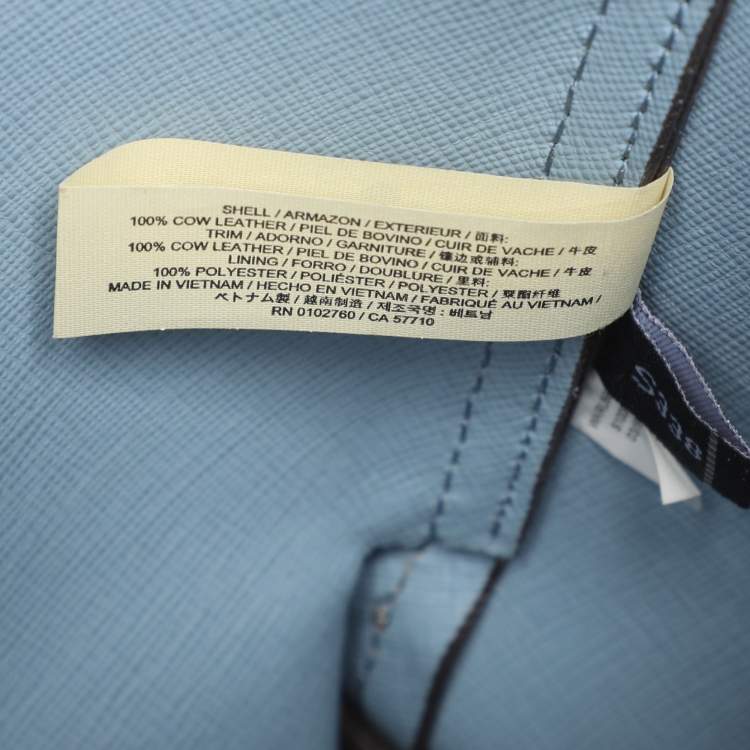 SHELL / ARMAZON / EXTERIEUR / 面料:
100% COW LEATHER / PIEL DE BOVINO / CUIR DE VACHE / 牛皮
TRIM / ADORNO / GARNITURE / 镶边或辅料:
100% COW LEATHER / PIEL DE BOVINO / CUIR DE VACHE / 牛皮
LINING / FORRO / DOUBLURE / 里料:
100% POLYESTER / POLIÉSTER / POLYESTER / 聚酯纤维
MADE IN VIETNAM / HECHO EN VIETNAM / FABRIQUÉ AU VIETNAM /
ベトナム製 / 越南制造 / 제조국명 : 베트남
RN 0102760 / CA 57710